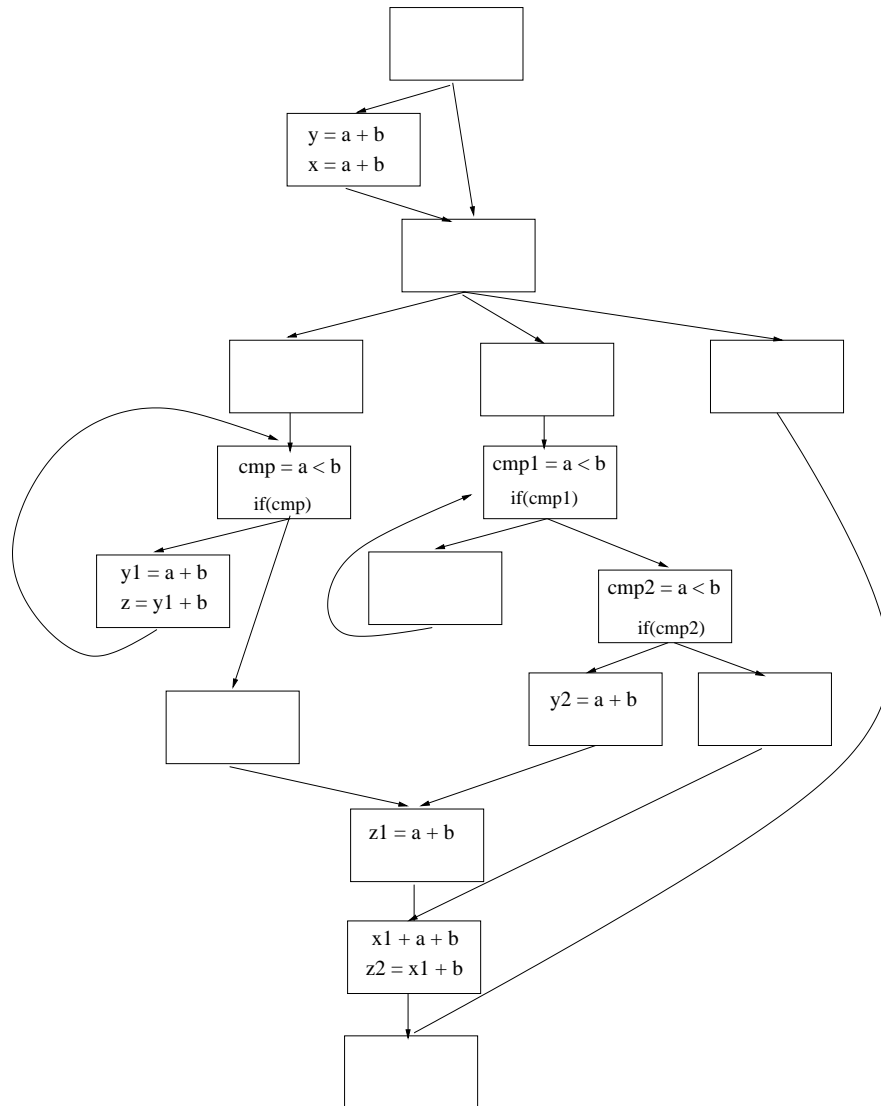 y = a + b
x = a + b
cmp = a < b
if(cmp)
cmp1 = a < b
if(cmp1)
y1 = a + b
z = y1 + b
cmp2 = a < b
if(cmp2)
y2 = a + b
z1 = a + b
x1 + a + b
z2 = x1 + b